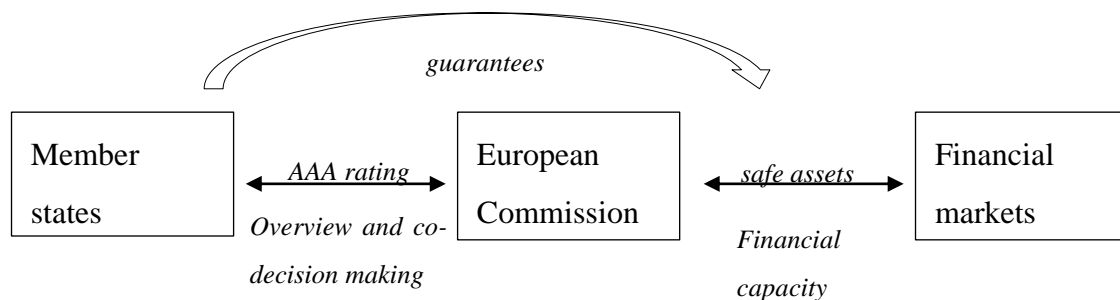 guarantees
Member
states
AAA rating
Overview and co-
decision making
European
Commission
safe assets
Financial
capacity
Financial
markets